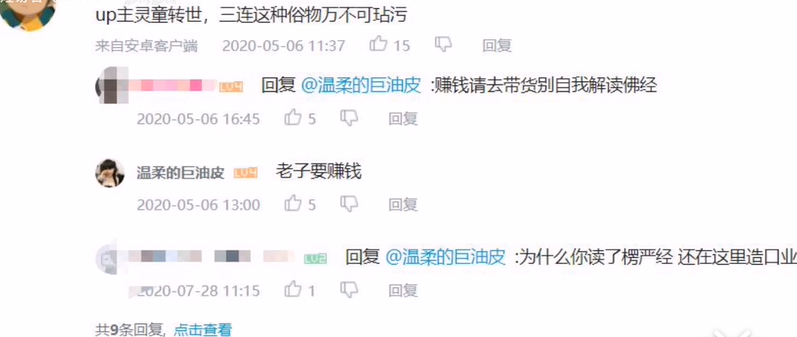 up主灵童转世，三连这种俗物万不可玷污
来自安卓客户端 2020-05-06 11:37 15 回复
LV4 回复 @温柔的巨油皮 :赚钱请去带货别自我解读佛经
2020-05-06 16:45 5 回复
温柔的巨油皮 LV4 老子要赚钱
2020-05-06 13:00 5 回复
LV2 回复 @温柔的巨油皮 :为什么你读了楞严经 还在这里造口业
2020-07-28 11:15 1 回复
共9条回复, 点击查看